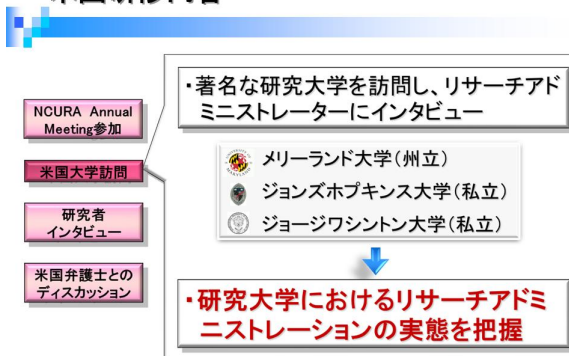 NCURA Annual
Meeting参加
米国大学訪問
研究者
インタビュー
米国弁護士との
ディスカッション
・著名な研究大学を訪問し、リサーチアド
ミニストレーターにインタビュー
メリーランド大学(州立)
ジョンズホプキンス大学(私立)
ジョージワシントン大学(私立)
・研究大学におけるリサーチアドミ
ニストレーションの実態を把握